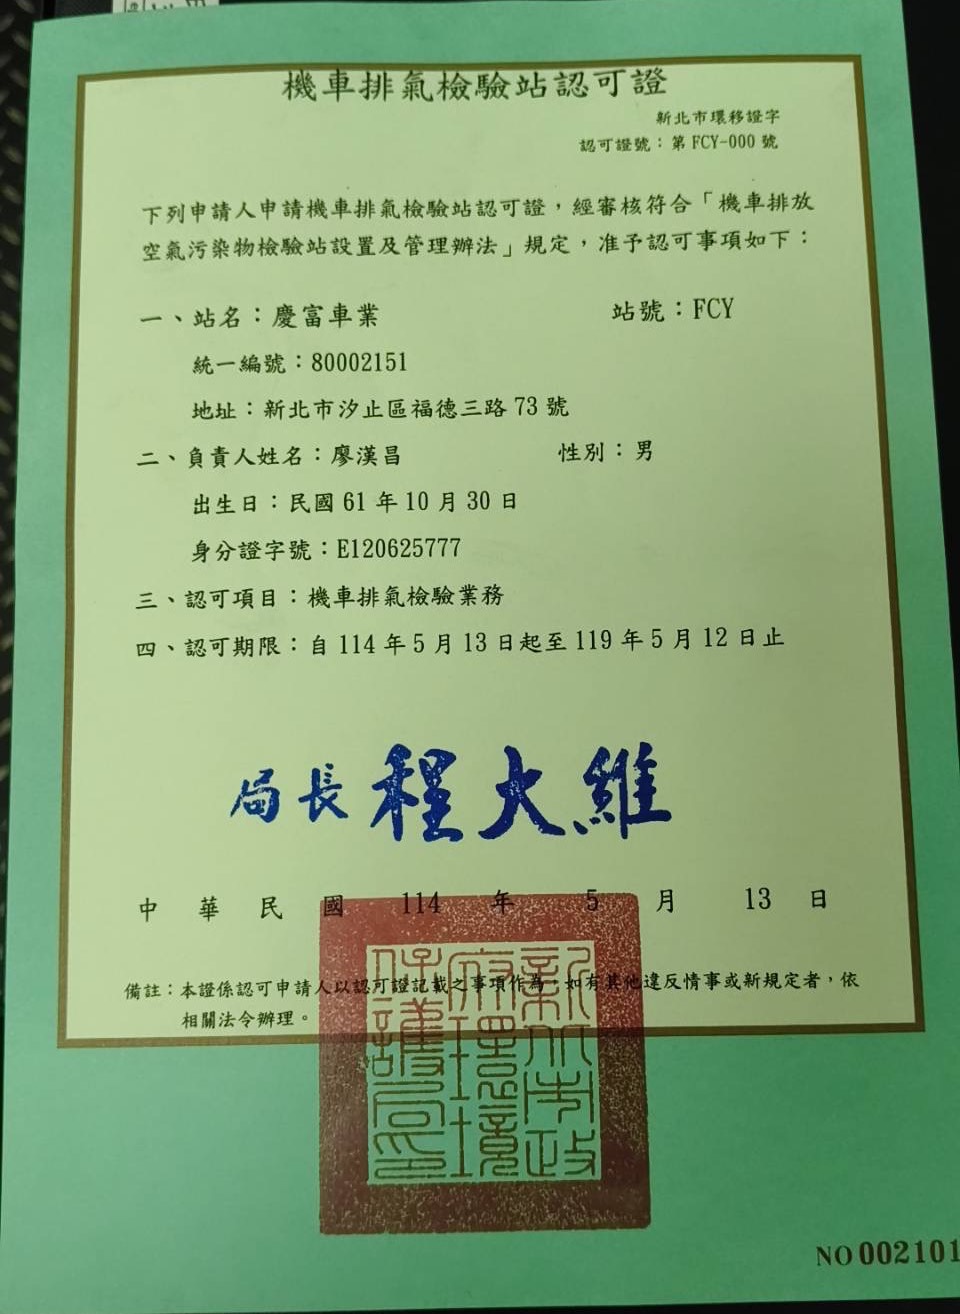 機車排氣檢驗站認可證
新北市環移證字
認可證號：第 FCY-000 號
下列申請人申請機車排氣檢驗站認可證，經審核符合「機車排放
空氣污染物檢驗站設置及管理辦法」規定，准予認可事項如下：
一、站名：慶富車業 站號：FCY
統一編號：80002151
地址：新北市汐止區福德三路 73 號
二、負責人姓名：廖漢昌 性別：男
出生日：民國 61 年 10 月 30 日
身分證字號：E120625777
三、認可項目：機車排氣檢驗業務
四、認可期限：自 114 年 5 月 13 日起至 119 年 5 月 12 日止
局長 程大維
中華民國 114 年 5 月 13 日
備註：本證係認可申請人以認可證記載之事項作為；如有其他違反情事或新規定者，依
相關法令辦理。
新北市政府環境保護局印
NO 002101